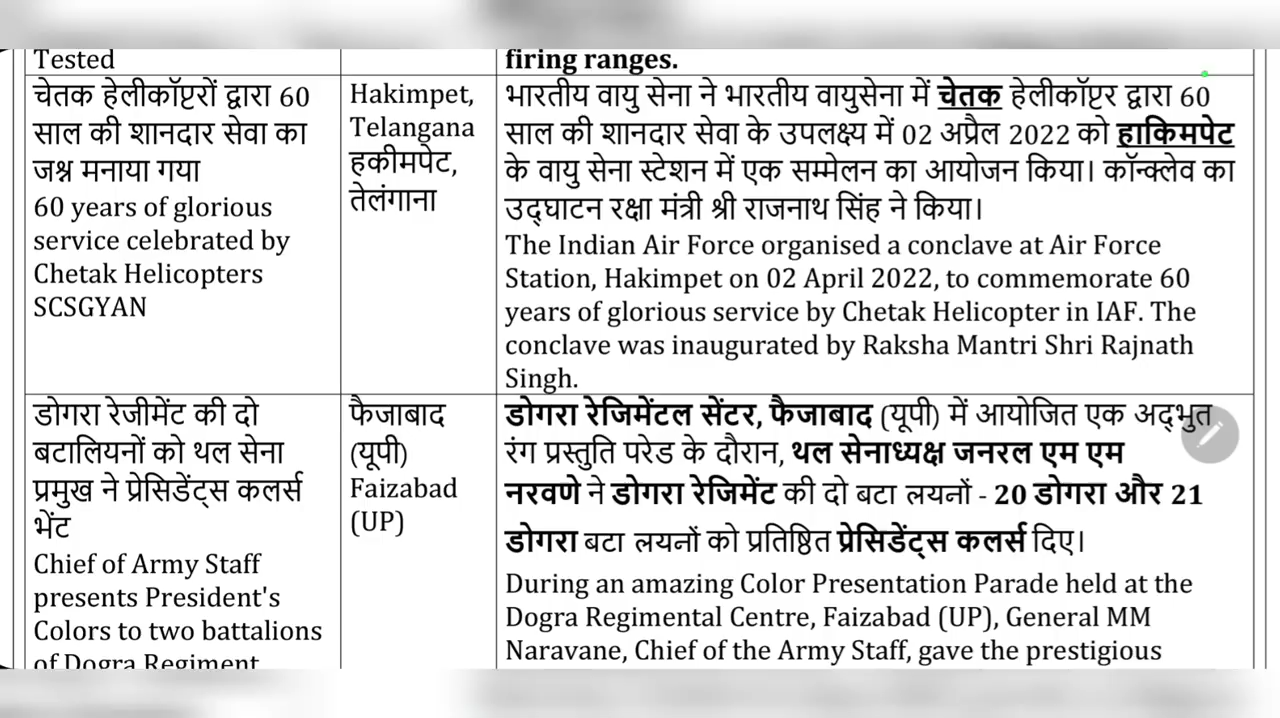 Tested
firing ranges.
चेतक हेलीकॉप्टरों द्वारा 60
साल की शानदार सेवा का
जश्न मनाया गया
60 years of glorious
service celebrated by
Chetak Helicopters
SCSGYAN
Hakimpet,
Telangana
हकीमपेट,
तेलंगाना
भारतीय वायु सेना ने भारतीय वायुसेना में चेतक हेलीकॉप्टर द्वारा 60
साल की शानदार सेवा के उपलक्ष्य में 02 अप्रैल 2022 को हाकिमपेट
के वायु सेना स्टेशन में एक सम्मेलन का आयोजन किया। कॉन्क्लेव का
उद्घाटन रक्षा मंत्री श्री राजनाथ सिंह ने किया।
The Indian Air Force organised a conclave at Air Force
Station, Hakimpet on 02 April 2022, to commemorate 60
years of glorious service by Chetak Helicopter in IAF. The
conclave was inaugurated by Raksha Mantri Shri Rajnath
Singh.
डोगरा रेजीमेंट की दो
बटालियनों को थल सेना
प्रमुख ने प्रेसिडेंट्स कलर्स
भेंट
Chief of Army Staff
presents President's
Colors to two battalions
of Dogra Regiment
फैजाबाद
(यूपी)
Faizabad
(UP)
डोगरा रेजिमेंटल सेंटर, फैजाबाद (यूपी) में आयोजित एक अद्भुत
रंग प्रस्तुति परेड के दौरान, थल सेनाध्यक्ष जनरल एम एम
नरवणे ने डोगरा रेजिमेंट की दो बटा लयनों - 20 डोगरा और 21
डोगरा बटा लयनों को प्रतिष्ठित प्रेसिडेंट्स कलर्स दिए।
During an amazing Color Presentation Parade held at the
Dogra Regimental Centre, Faizabad (UP), General MM
Naravane, Chief of the Army Staff, gave the prestigious